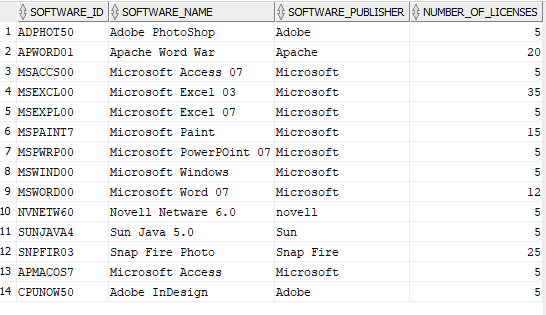 SOFTWARE_ID SOFTWARE_NAME SOFTWARE_PUBLISHER NUMBER_OF_LICENSES
1 ADPHOT50 Adobe PhotoShop Adobe 5
2 APWORD01 Apache Word War Apache 20
3 MSACCS00 Microsoft Access 07 Microsoft 5
4 MSEXCL00 Microsoft Excel 03 Microsoft 35
5 MSEXPL00 Microsoft Excel 07 Microsoft 5
6 MSPAINT7 Microsoft Paint Microsoft 15
7 MSPWRP00 Microsoft PowerPOint 07 Microsoft 5
8 MSWIND00 Microsoft Windows Microsoft 5
9 MSWORD00 Microsoft Word 07 Microsoft 12
10 NVNETW60 Novell Netware 6.0 novell 5
11 SUNJAVA4 Sun Java 5.0 Sun 5
12 SNPFIR03 Snap Fire Photo Snap Fire 25
13 APMACOS7 Microsoft Access Microsoft 5
14 CPUNOW50 Adobe InDesign Adobe 5